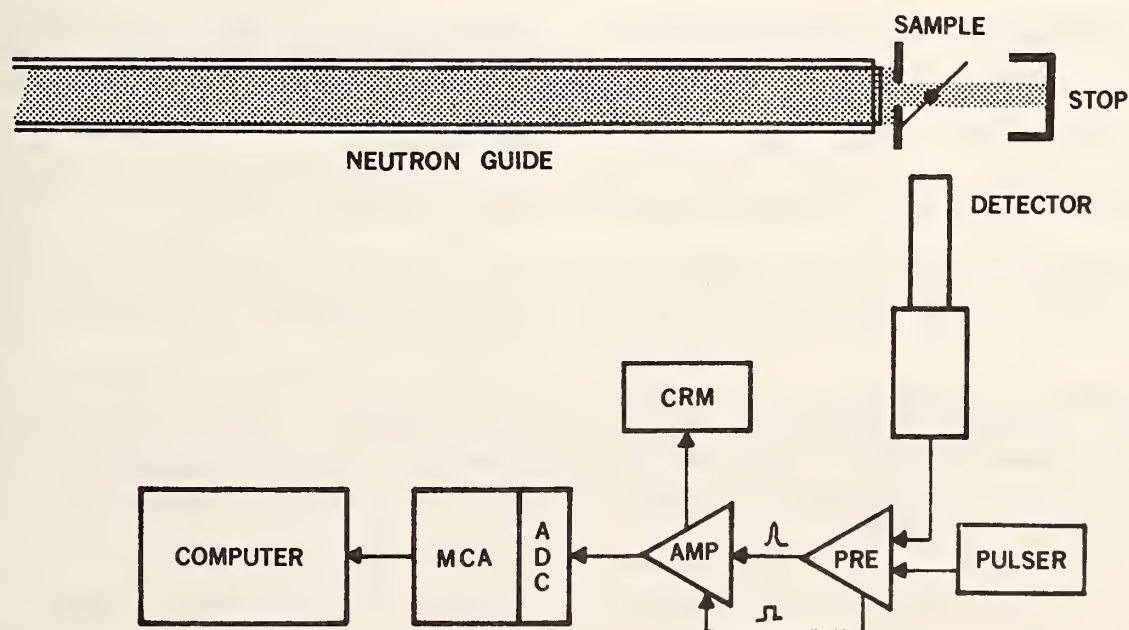 SAMPLE
STOP
NEUTRON GUIDE
DETECTOR
CRM
COMPUTER
MCA
A
D
C
AMP
PRE
PULSER